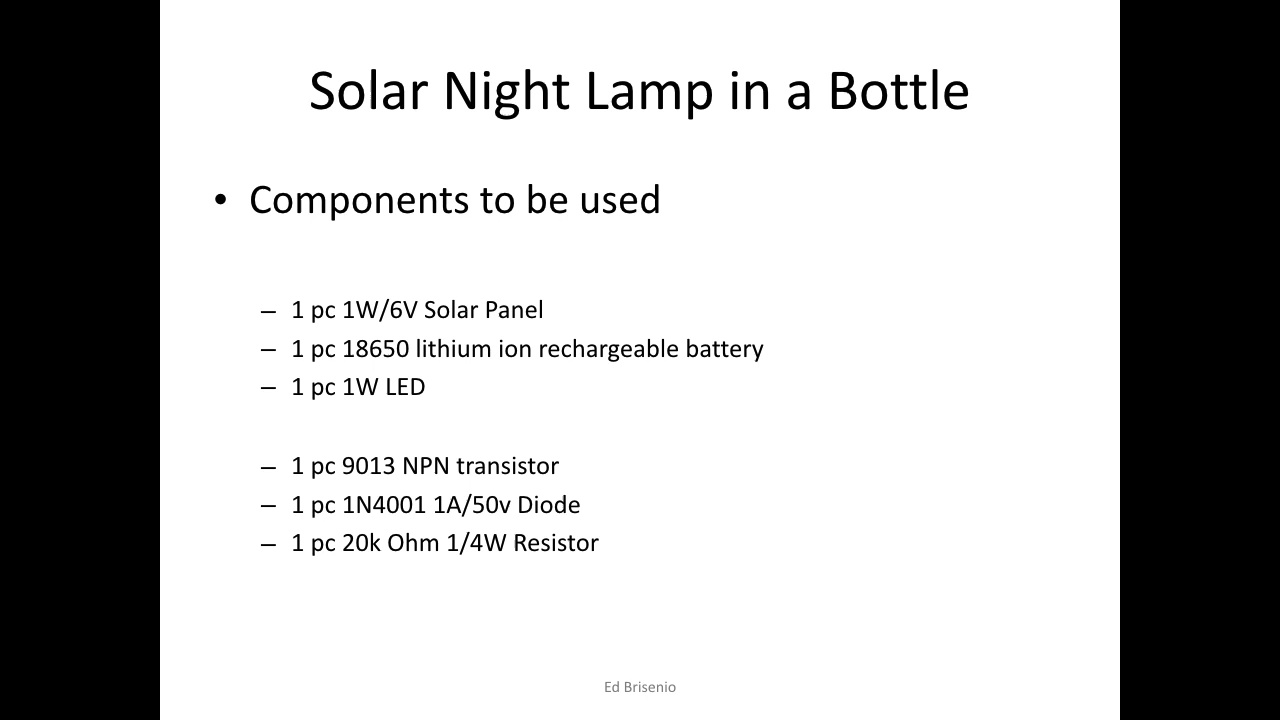 Solar Night Lamp in a Bottle
• Components to be used
– 1 pc 1W/6V Solar Panel
– 1 pc 18650 lithium ion rechargeable battery
– 1 pc 1W LED
– 1 pc 9013 NPN transistor
– 1 pc 1N4001 1A/50v Diode
– 1 pc 20k Ohm 1/4W Resistor
Ed Brisenio